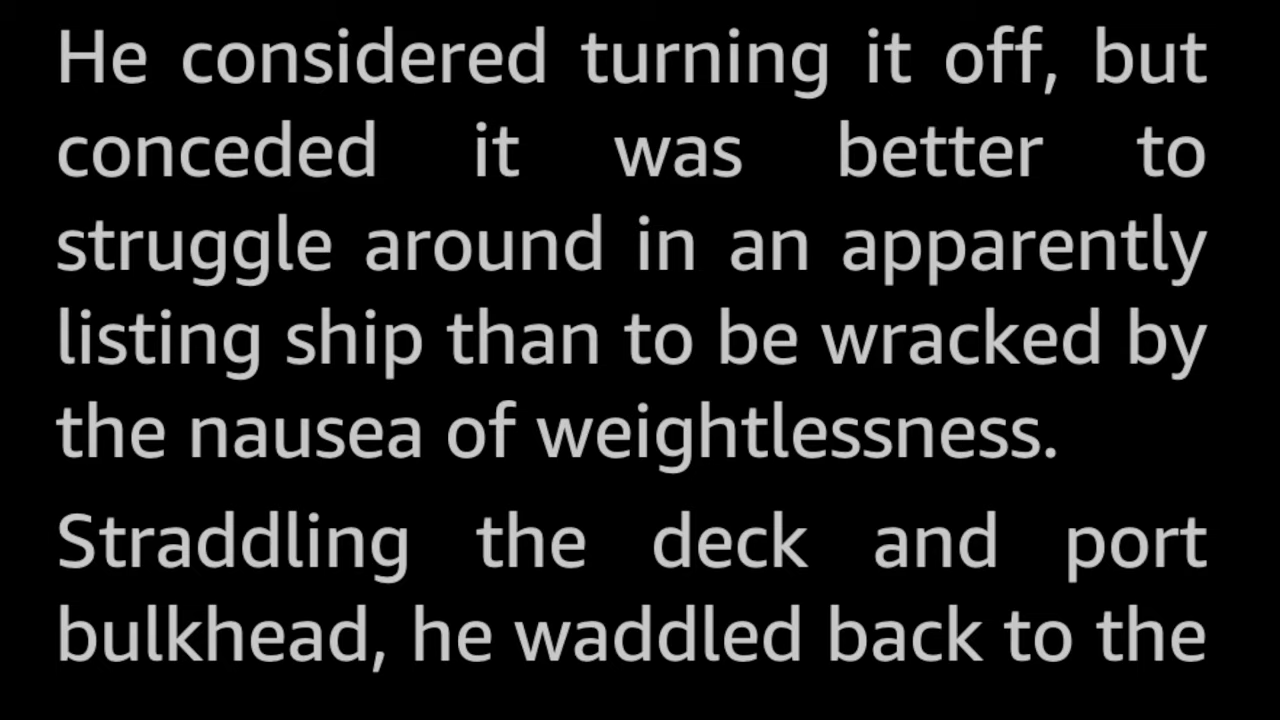 He considered turning it off, but
conceded it was better to
struggle around in an apparently
listing ship than to be wracked by
the nausea of weightlessness.
Straddling the deck and port
bulkhead, he waddled back to the